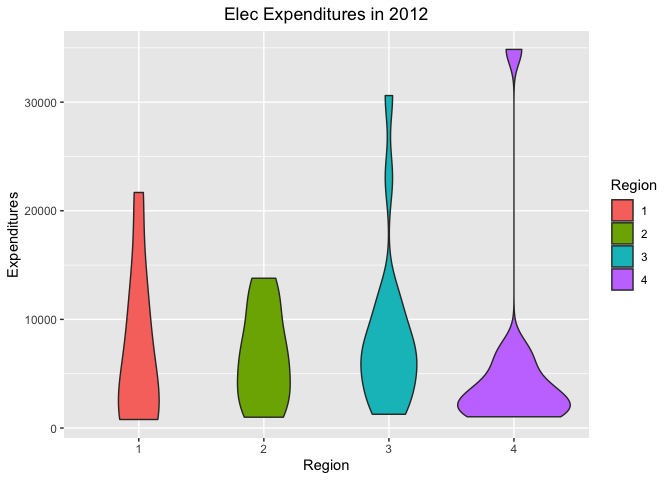 Elec Expenditures in 2012
Expenditures
30000
20000
10000
0
1 2 3 4
Region
Region
1
2
3
4